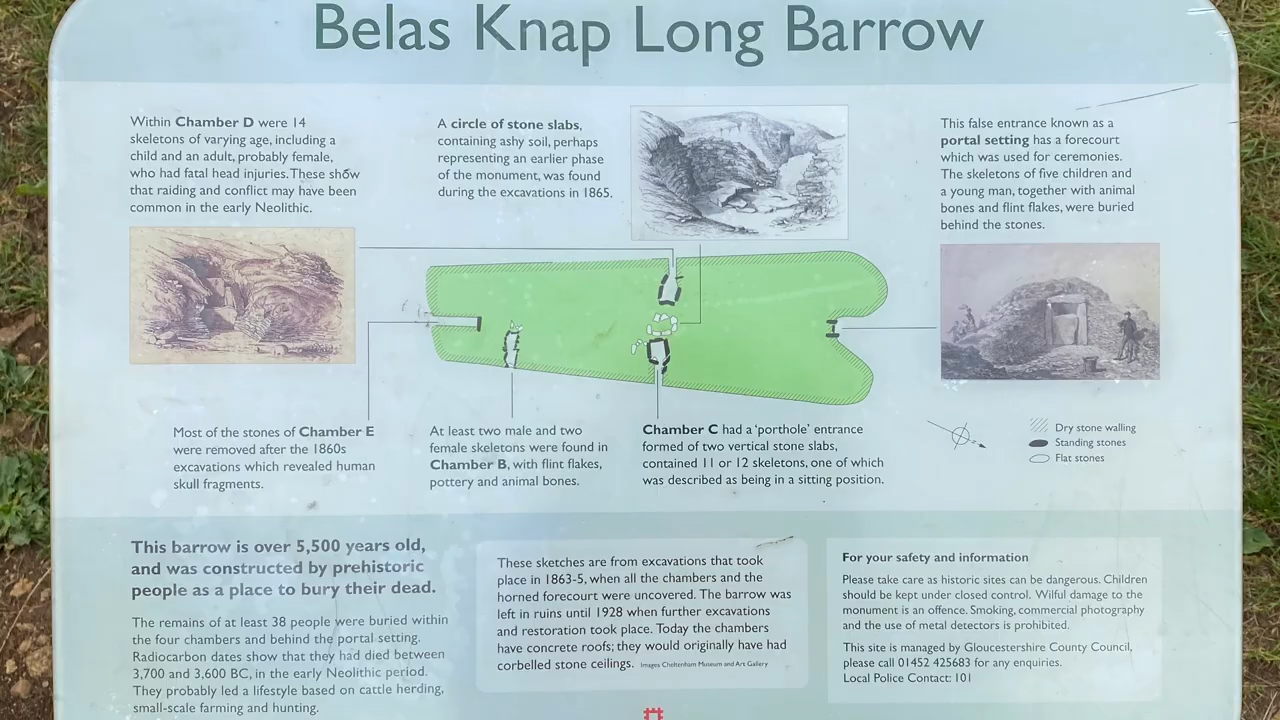 Belas Knap Long Barrow
Within Chamber D were 14
skeletons of varying age, including a
child and an adult, probably female,
who had fatal head injuries. These show
that raiding and conflict may have been
common in the early Neolithic.
A circle of stone slabs,
containing ashy soil, perhaps
representing an earlier phase
of the monument, was found
during the excavations in 1865.
This false entrance known as a
portal setting has a forecourt
which was used for ceremonies.
The skeletons of five children and
a young man, together with animal
bones and flint flakes, were buried
behind the stones.
Most of the stones of Chamber E
were removed after the 1860s
excavations which revealed human
skull fragments.
At least two male and two
female skeletons were found in
Chamber B, with flint flakes,
pottery and animal bones.
Chamber C had a ‘porthole’ entrance
formed of two vertical stone slabs,
contained 11 or 12 skeletons, one of which
was described as being in a sitting position.
Dry stone walling
Standing stones
Flat stones
This barrow is over 5,500 years old,
and was constructed by prehistoric
people as a place to bury their dead.
The remains of at least 38 people were buried within
the four chambers and behind the portal setting.
Radiocarbon dates show that they had died between
3,700 and 3,600 BC, in the early Neolithic period.
They probably led a lifestyle based on cattle herding,
small-scale farming and hunting.
These sketches are from excavations that took
place in 1863-5, when all the chambers and the
horned forecourt were uncovered. The barrow was
left in ruins until 1928 when further excavations
and restoration took place. Today the chambers
have concrete roofs; they would originally have had
corbelled stone ceilings. Images Cheltenham Museum and Art Gallery
For your safety and information
Please take care as historic sites can be dangerous. Children
should be kept under closed control. Wilful damage to the
monument is an offence. Smoking, commercial photography
and the use of metal detectors is prohibited.
This site is managed by Gloucestershire County Council,
please call 01452 425683 for any enquiries.
Local Police Contact: 101